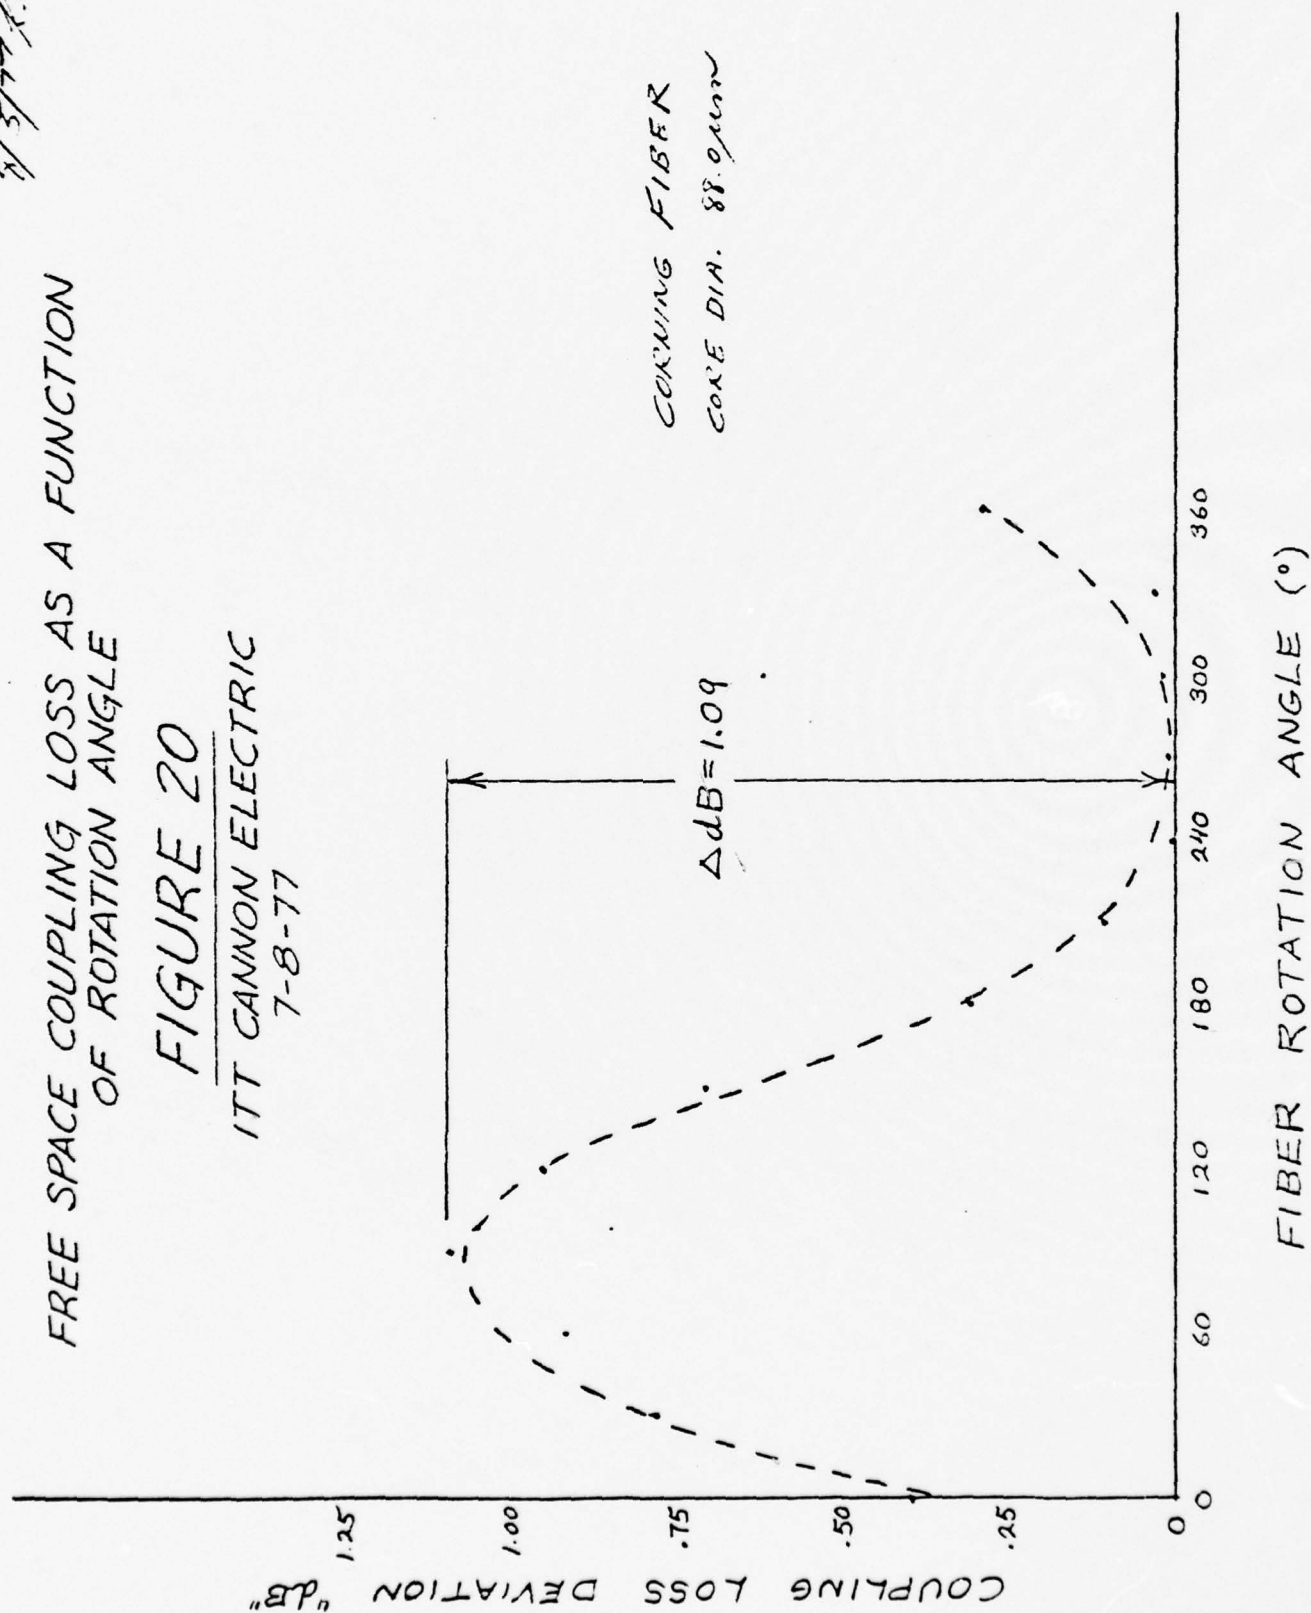 FREE SPACE COUPLING LOSS AS A FUNCTION
OF ROTATION ANGLE
FIGURE 20
ITT CANNON ELECTRIC
7-8-77
COUPLING LOSS DEVIATION "dB"
1.25
1.00
.75
.50
.25
0
ΔdB=1.09
CORNING FIBER
CORE DIA. 88.0μm
0 60 120 180 240 300 360
FIBER ROTATION ANGLE (°)